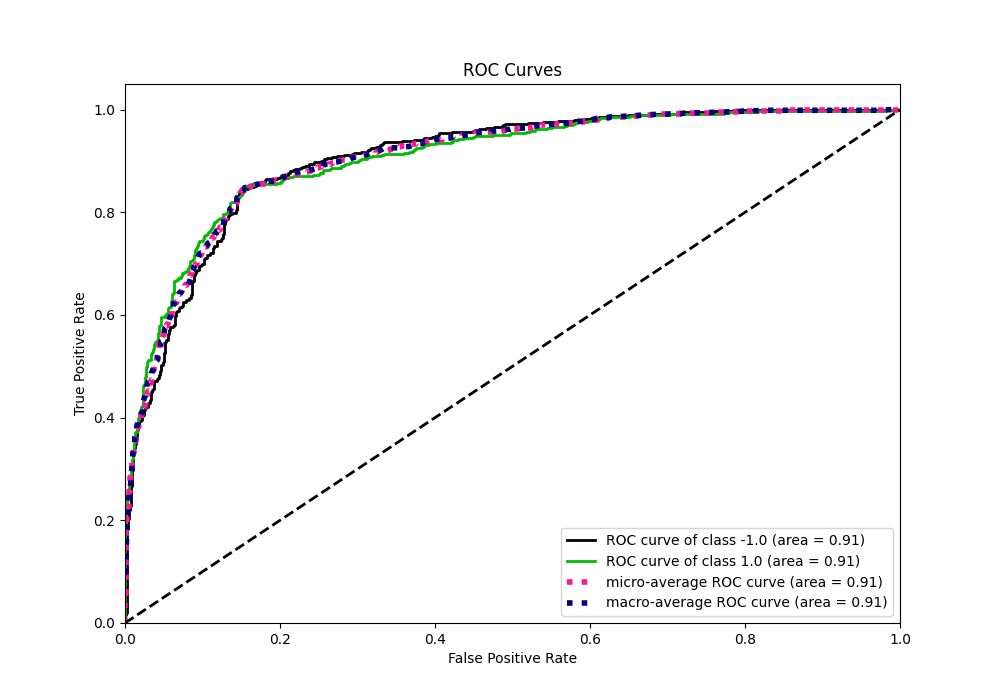 ROC Curves
1.0
0.8
0.6
0.4
0.2
0.0
True Positive Rate
ROC curve of class -1.0 (area = 0.91)
ROC curve of class 1.0 (area = 0.91)
micro-average ROC curve (area = 0.91)
macro-average ROC curve (area = 0.91)
0.0 0.2 0.4 0.6 0.8 1.0
False Positive Rate